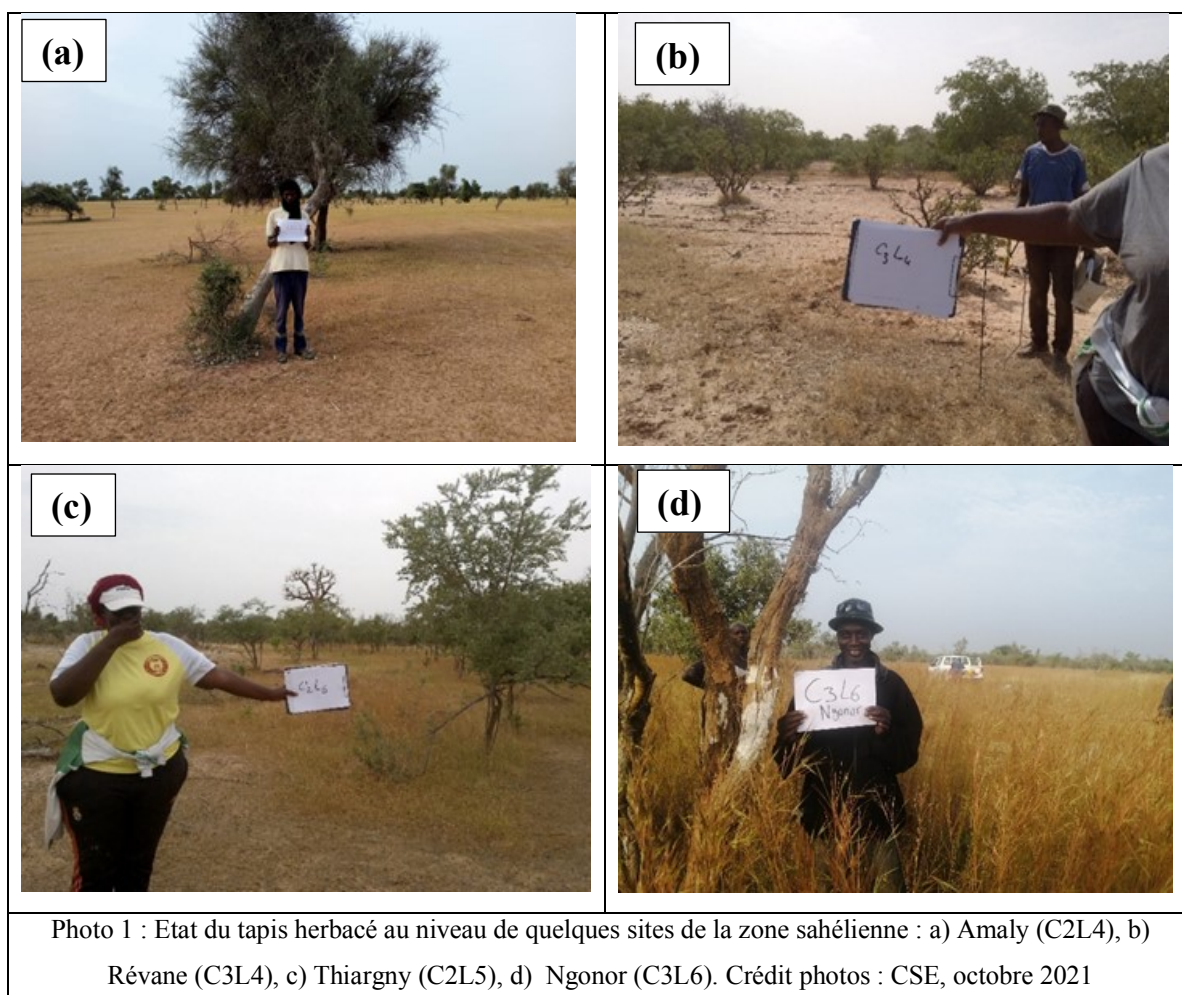 (a)
(b)
C₃L₄
(c)
C₂L₅
(d)
C3L6
Ngonor
Photo 1 : Etat du tapis herbacé au niveau de quelques sites de la zone sahélienne : a) Amaly (C2L4), b)
Révane (C3L4), c) Thiargny (C2L5), d) Ngonor (C3L6). Crédit photos : CSE, octobre 2021